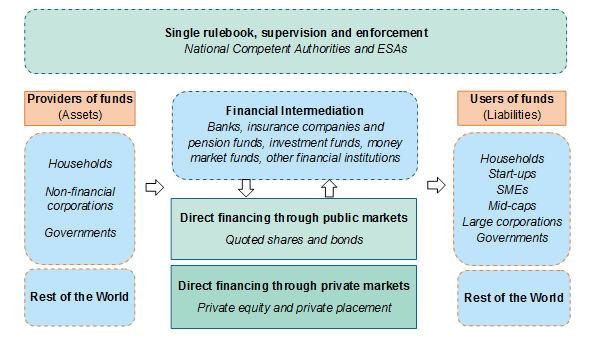 Single rulebook, supervision and enforcement
National Competent Authorities and ESAs
Providers of funds
(Assets)
Households
Non-financial
corporations
Governments
Rest of the World
Financial Intermediation
Banks, insurance companies and
pension funds, investment funds, money
market funds, other financial institutions
Direct financing through public markets
Quoted shares and bonds
Direct financing through private markets
Private equity and private placement
Users of funds
(Liabilities)
Households
Start-ups
SMEs
Mid-caps
Large corporations
Governments
Rest of the World